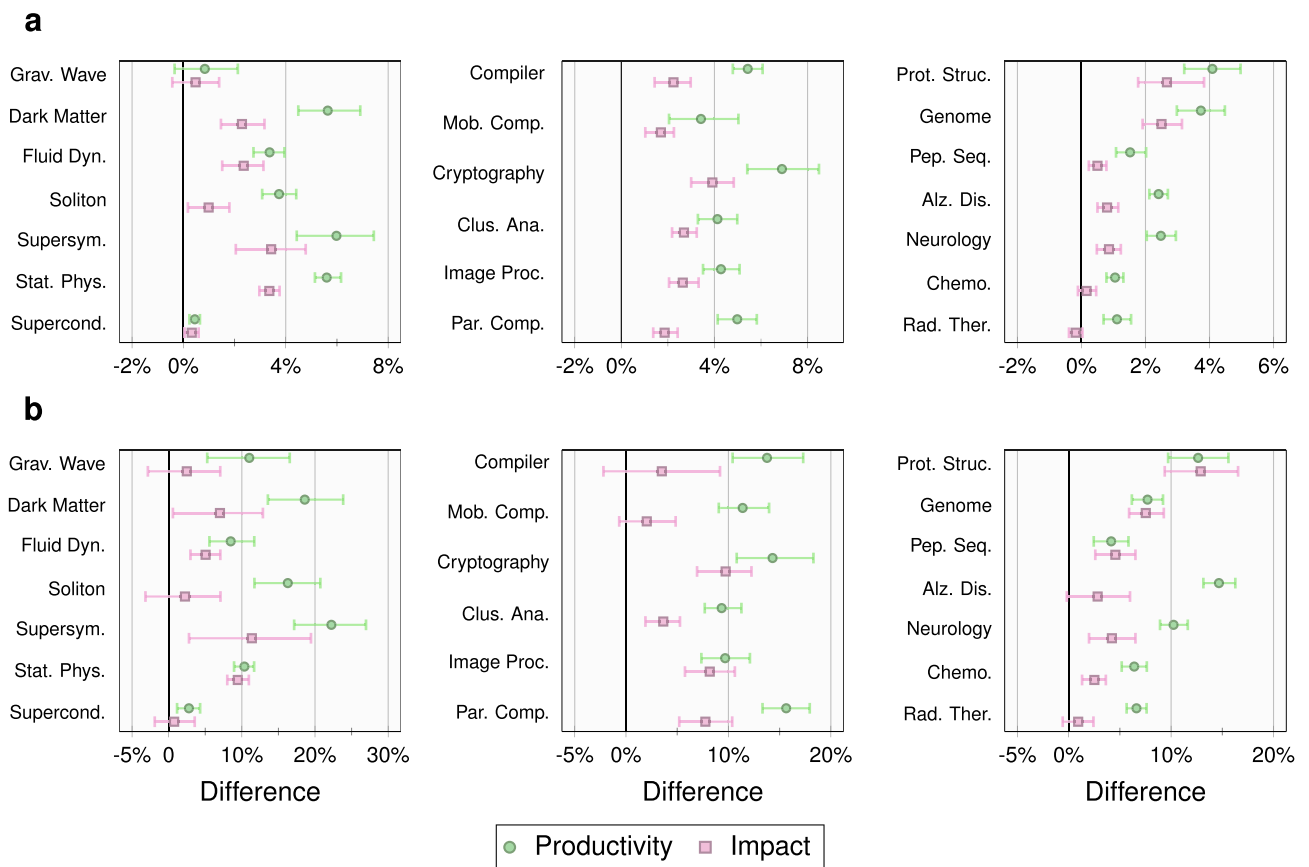 a
Grav. Wave
Dark Matter
Fluid Dyn.
Soliton
Supersym.
Stat. Phys.
Supercond.
-2% 0% 4% 8%
Compiler
Mob. Comp.
Cryptography
Clus. Ana.
Image Proc.
Par. Comp.
-2% 0% 4% 8%
Prot. Struc.
Genome
Pep. Seq.
Alz. Dis.
Neurology
Chemo.
Rad. Ther.
-2% 0% 2% 4% 6%
b
Grav. Wave
Dark Matter
Fluid Dyn.
Soliton
Supersym.
Stat. Phys.
Supercond.
-5% 0 10% 20% 30%
Difference
Compiler
Mob. Comp.
Cryptography
Clus. Ana.
Image Proc.
Par. Comp.
-5% 0% 10% 20%
Difference
Prot. Struc.
Genome
Pep. Seq.
Alz. Dis.
Neurology
Chemo.
Rad. Ther.
-5% 0% 10% 20%
Difference
Productivity Impact